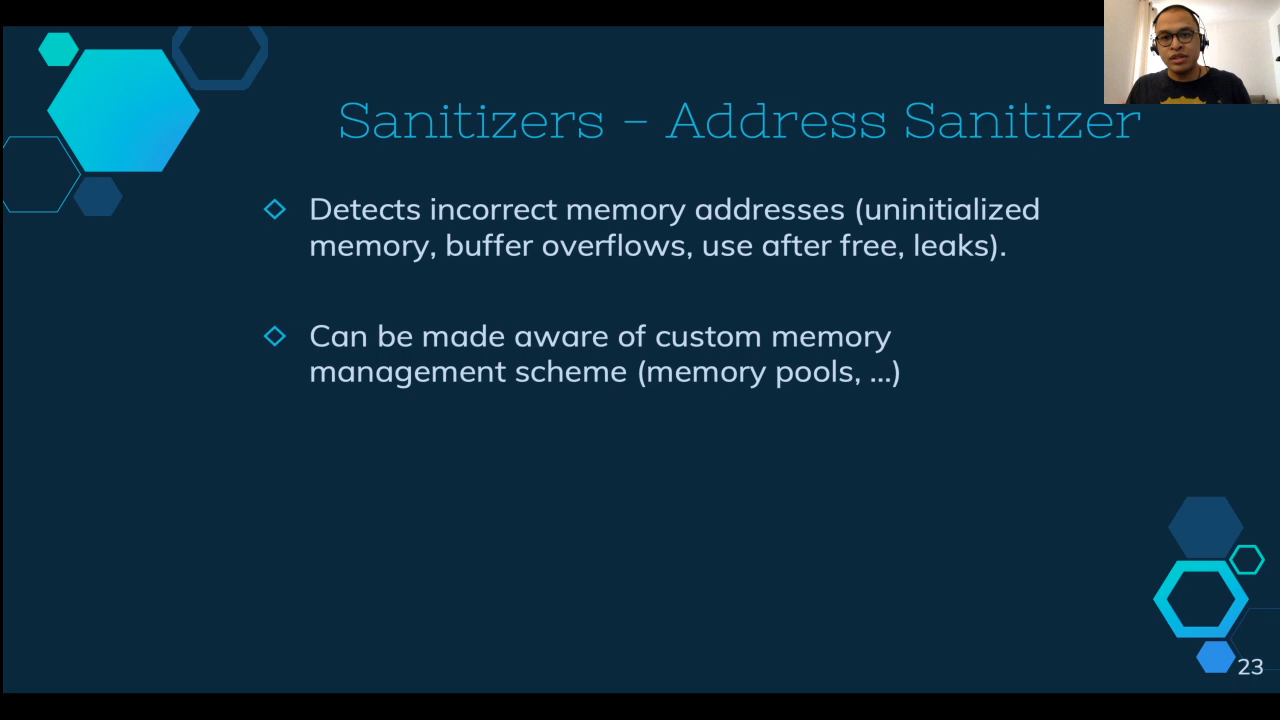 Sanitizers – Address Sanitizer
Detects incorrect memory addresses (uninitialized
memory, buffer overflows, use after free, leaks).
Can be made aware of custom memory
management scheme (memory pools, ...)
23